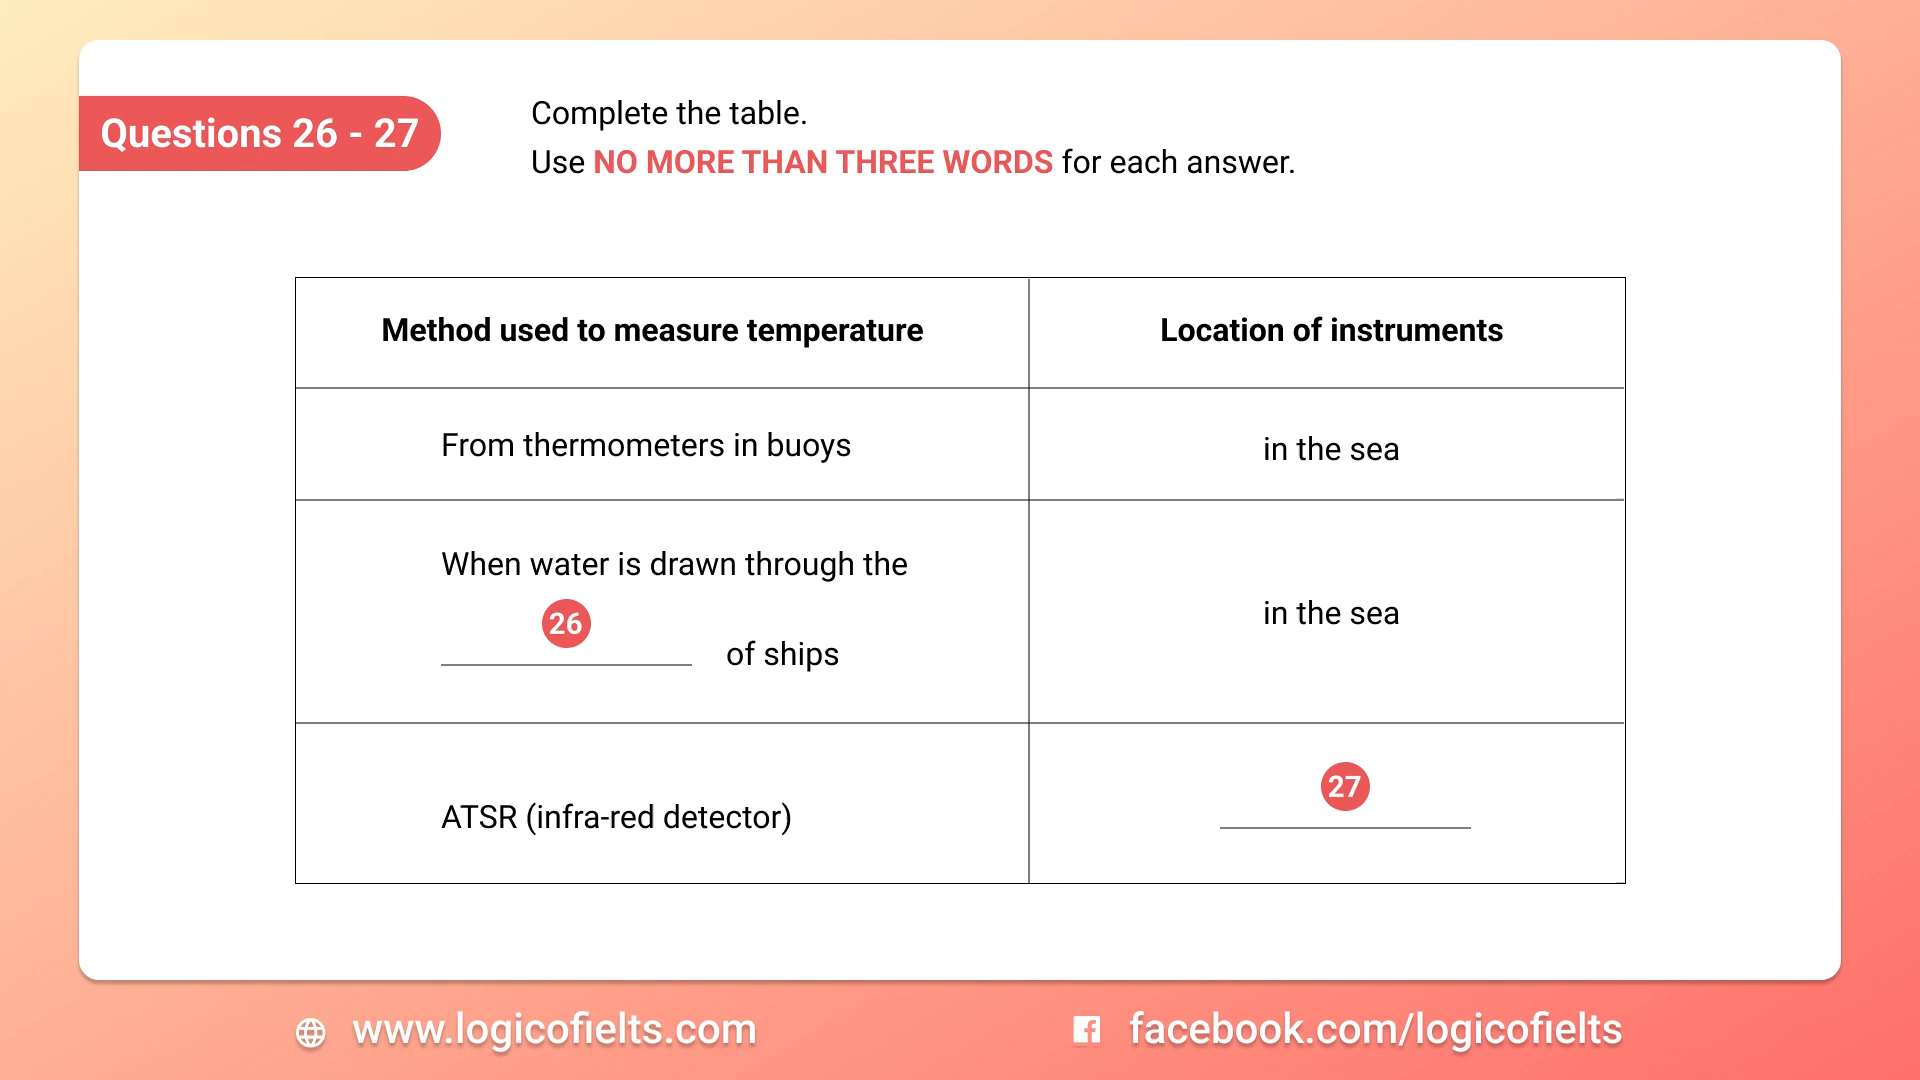 Questions 26 - 27
Complete the table.
Use NO MORE THAN THREE WORDS for each answer.
Method used to measure temperature
Location of instruments
From thermometers in buoys
in the sea
When water is drawn through the
26
of ships
in the sea
ATSR (infra-red detector)
27
www.logicofielts.com
facebook.com/logicofielts